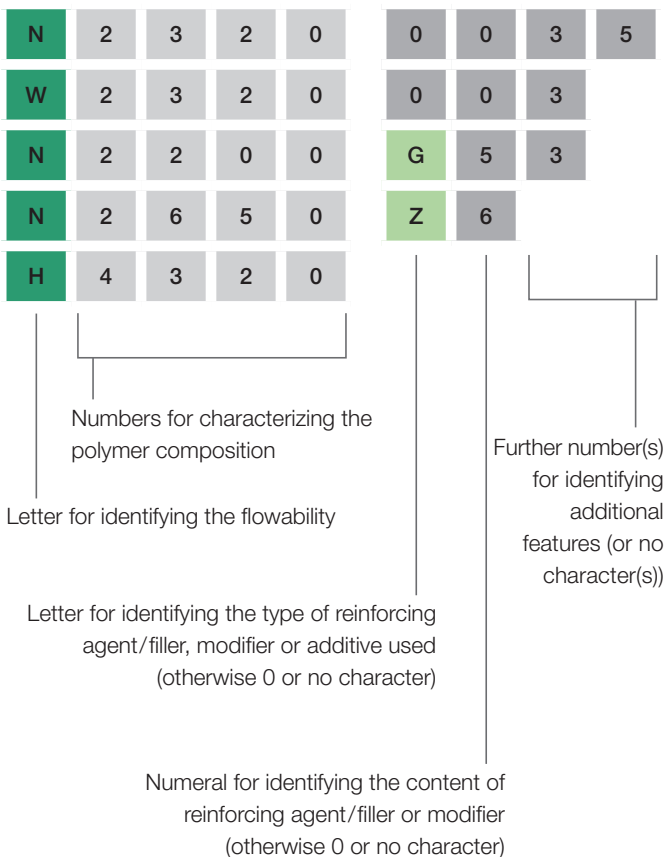 N 2 3 2 0 0 0 3 5
W 2 3 2 0 0 0 3
N 2 2 0 0 G 5 3
N 2 6 5 0 Z 6
H 4 3 2 0
Numbers for characterizing the
polymer composition
Letter for identifying the flowability
Further number(s)
for identifying
additional
features (or no
character(s))
Letter for identifying the type of reinforcing
agent/filler, modifier or additive used
(otherwise 0 or no character)
Numeral for identifying the content of
reinforcing agent/filler or modifier
(otherwise 0 or no character)